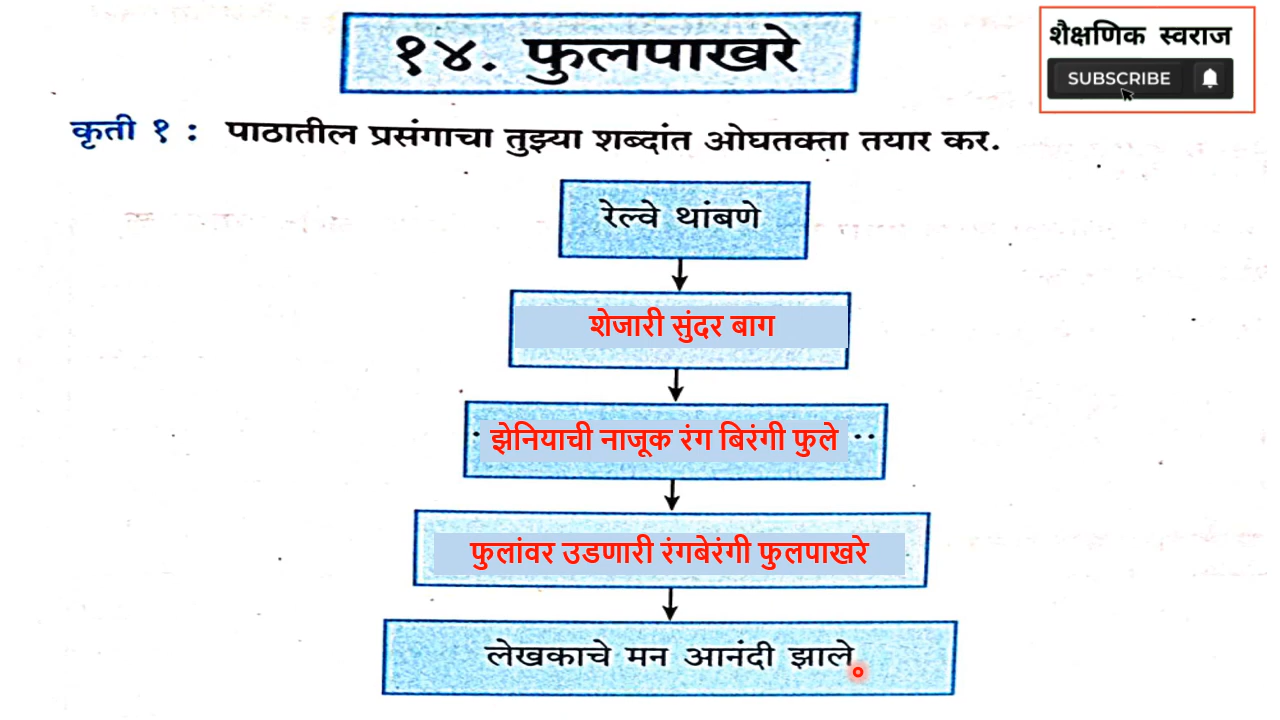 १४. फुलपाखरे
शैक्षणिक स्वराज
SUBSCRIBE
कृती १ : पाठातील प्रसंगाचा तुझ्या शब्दांत ओघतक्ता तयार कर.
रेल्वे थांबणे
शेजारी सुंदर बाग
झेनियाची नाजूक रंग बिरंगी फुले
फुलांवर उडणारी रंगबेरंगी फुलपाखरे
लेखकाचे मन आनंदी झाले